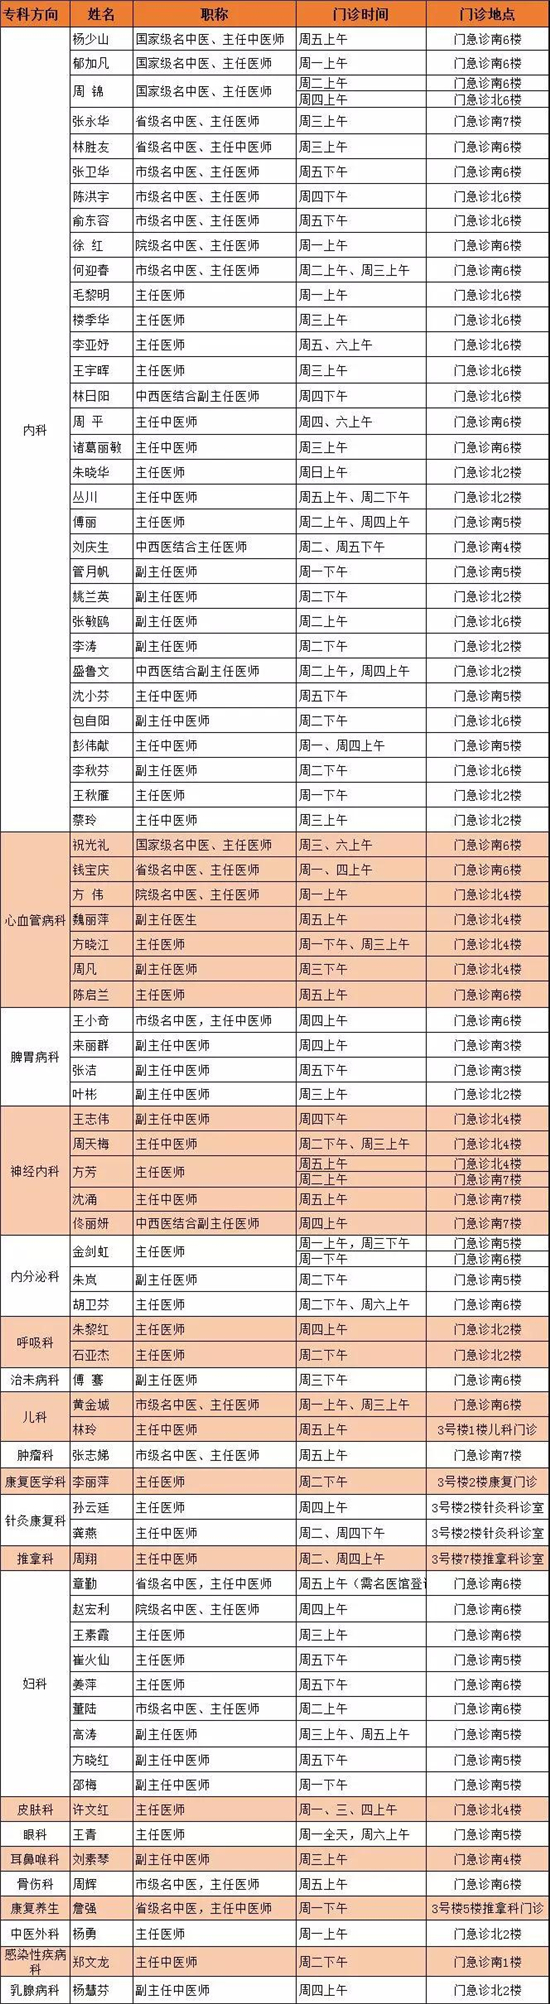 专科方向 姓名 职称 门诊时间 门诊地点
杨少山 国家级名中医、主任中医师 周五上午 门急诊南6楼
郁加凡 国家级名中医、主任医师 周一上午 门急诊南6楼
周 锦 国家级名中医、主任医师 周二上午 门急诊南6楼
周四上午 门急诊北6楼
张永华 省级名中医、主任医师 周三上午 门急诊南7楼
林胜友 省级名中医、主任中医师 周三上午 门急诊南6楼
张卫华 市级名中医、主任医师 周五下午 门急诊南6楼
陈洪宇 市级名中医、主任医师 周四下午 门急诊北6楼
俞东容 市级名中医、主任医师 周五下午 门急诊北6楼
徐 红 院级名中医、主任医师 周一上午 门急诊南6楼
何迎春 市级名中医、主任医师 周二上午、周三上午 门急诊南6楼
毛黎明 主任医师 周一上午 门急诊北6楼
楼季华 主任医师 周三上午 门急诊北6楼
李亚妤 主任医师 周五、六上午 门急诊北6楼
王宇晖 主任医师 周三上午 门急诊北6楼
林日阳 中西医结合副主任医师 周四下午 门急诊北6楼
内科 周 平 主任中医师 周四、六上午 门急诊南6楼
诸葛丽敏 主任中医师 周三上午 门急诊南6楼
朱晓华 主任医师 周日上午 门急诊北2楼
丛川 主任中医师 周五上午、周二下午 门急诊北2楼
傅丽 主任中医师 周二上午、周四上午 门急诊南5楼
刘庆生 中西医结合主任医师 周二、周五下午 门急诊南4楼
管月帆 副主任医师 周一下午 门急诊南5楼
姚兰英 副主任医师 周二下午 门急诊北2楼
张敏鸥 副主任医师 周二上午 门急诊北6楼
李涛 副主任医师 周二下午 门急诊北2楼
盛鲁文 中西医结合副主任医师 周二上午，周四上午 门急诊北2楼
沈小芬 主任中医师 周五下午 门急诊南5楼
包自阳 副主任中医师 周二下午 门急诊北6楼
彭伟献 主任中医师 周一、周四上午 门急诊南5楼
李秋芬 副主任医师 周二下午 门急诊北6楼
王秋雁 主任中医师 周一下午 门急诊北2楼
蔡玲 主任中医师 周三上午 门急诊北2楼
祝光礼 国家级名中医、主任医师 周三、六上午 门急诊南6楼
钱宝庆 省级名中医、主任医师 周一、四上午 门急诊南6楼
方 伟 院级名中医、主任医师 周一上午 门急诊北4楼
心血管病科 魏丽萍 副主任医生 周五上午 门急诊北4楼
方晓江 主任医师 周一下午、周三上午 门急诊北4楼
周凡 副主任医师 周三下午 门急诊北4楼
陈启兰 主任医师 周五上午 门急诊南6楼
王小奇 市级名中医，主任中医师 周四上午 门急诊南6楼
脾胃病科 来丽群 副主任中医师 周四上午 门急诊南3楼
张洁 副主任中医师 周五下午 门急诊南3楼
叶彬 副主任中医师 周三上午 门急诊北2楼
王志伟 副主任中医师 周四下午 门急诊北4楼
周天梅 主任中医师 周二下午、周三上午 门急诊北4楼
神经内科 方芳 主任医师 周五上午 门急诊北4楼
周二上午 门急诊南7楼
沈涌 主任中医师 周五上午 门急诊南7楼
佟丽妍 中西医结合副主任医师 周四上午 门急诊南7楼
金剑虹 主任医师 周一上午，周三下午 门急诊南5楼
周一下午 门急诊南6楼
内分泌科 朱岚 副主任医师 周二下午 门急诊南5楼
胡卫芬 主任医师 周二下午、周六上午 门急诊南6楼
呼吸科 朱黎红 主任医师 周四上午 门急诊北2楼
石亚杰 主任医师 周二下午 门急诊北2楼
治未病科 傅 骞 副主任医师 周三下午 门急诊南6楼
儿科 黄金城 市级名中医、主任医师 周一上午、周三上午 门急诊南6楼
林玲 主任中医师 周五上午 3号楼1楼儿科门诊
肿瘤科 张志娣 市级名中医、主任医师 周五上午 门急诊南7楼
康复医学科 李丽萍 主任医师 周二下午 3号楼2楼康复门诊
针灸康复科 孙云廷 主任医师 周四上午 3号楼2楼针灸科诊室
龚燕 主任中医师 周二、周四下午 3号楼2楼针灸科诊室
推拿科 周翔 主任中医师 周二、周四上午 3号楼7楼推拿科诊室
章勤 省级名中医，主任中医师 周五上午（需名医馆登 门急诊南6楼
赵宏利 院级名中医、主任医师 周四上午 门急诊南6楼
王素霞 主任医师 周三上午 门急诊南6楼
崔火仙 主任医师 周五下午 门急诊南5楼
妇科 姜萍 主任医师 周五下午 门急诊南6楼
董陆 市级名中医、主任医师 周二上午 门急诊南6楼
高涛 副主任医师 周三上午、周五上午 门急诊南5楼
方晓红 副主任中医师 周五下午 门急诊南5楼
邵梅 副主任中医师 周一下午 门急诊南5楼
皮肤科 许文红 主任医师 周一、三、四上午 门急诊北4楼
眼科 王青 主任医师 周一全天，周六上午 门急诊南5楼
耳鼻喉科 刘素琴 副主任中医师 周三上午 门急诊南4楼
骨伤科 周辉 市级名中医，主任医师 周五上午 门急诊南6楼
康复养生 詹强 省级名中医，主任中医师 周一下午 3号楼5楼推拿科门诊
中医外科 杨勇 主任医师 周一上午 门急诊北2楼
感染性疾病科 郑文龙 主任中医师 周二下午 门急诊南1楼
乳腺病科 杨慧芬 副主任中医师 周四上午 门急诊北2楼